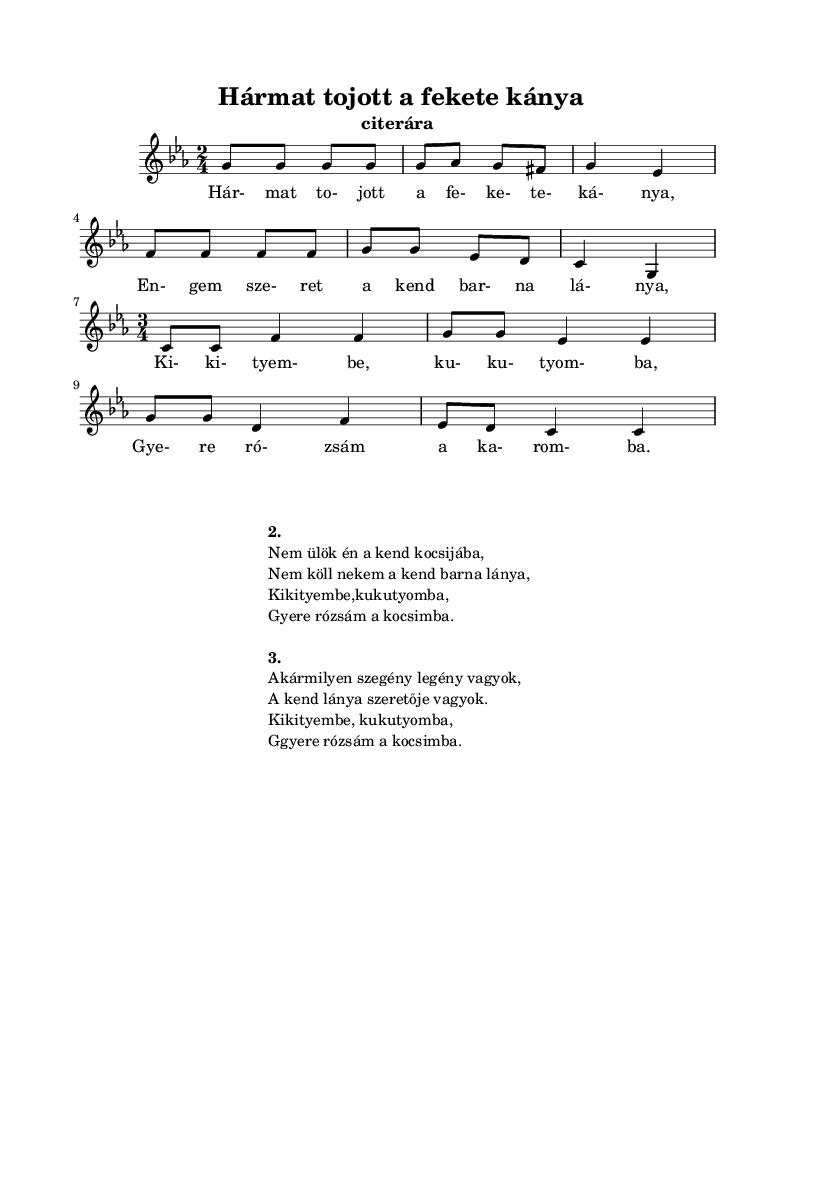 Hármat tojott a fekete kánya
citerára
2
4
Hár- mat to- jott a fe- ke- te- ká- nya,
4
En- gem sze- ret a kend bar- na lá- nya,
7
3
4
Ki- ki- tyem- be, ku- ku- tyom- ba,
9
Gye- re ró- zsám a ka- rom- ba.
2.
Nem ülök én a kend kocsijába,
Nem köll nekem a kend barna lánya,
Kikityembe,kukutyomba,
Gyere rózsám a kocsimba.
3.
Akármilyen szegény legény vagyok,
A kend lánya szeretője vagyok.
Kikityembe, kukutyomba,
Ggyere rózsám a kocsimba.